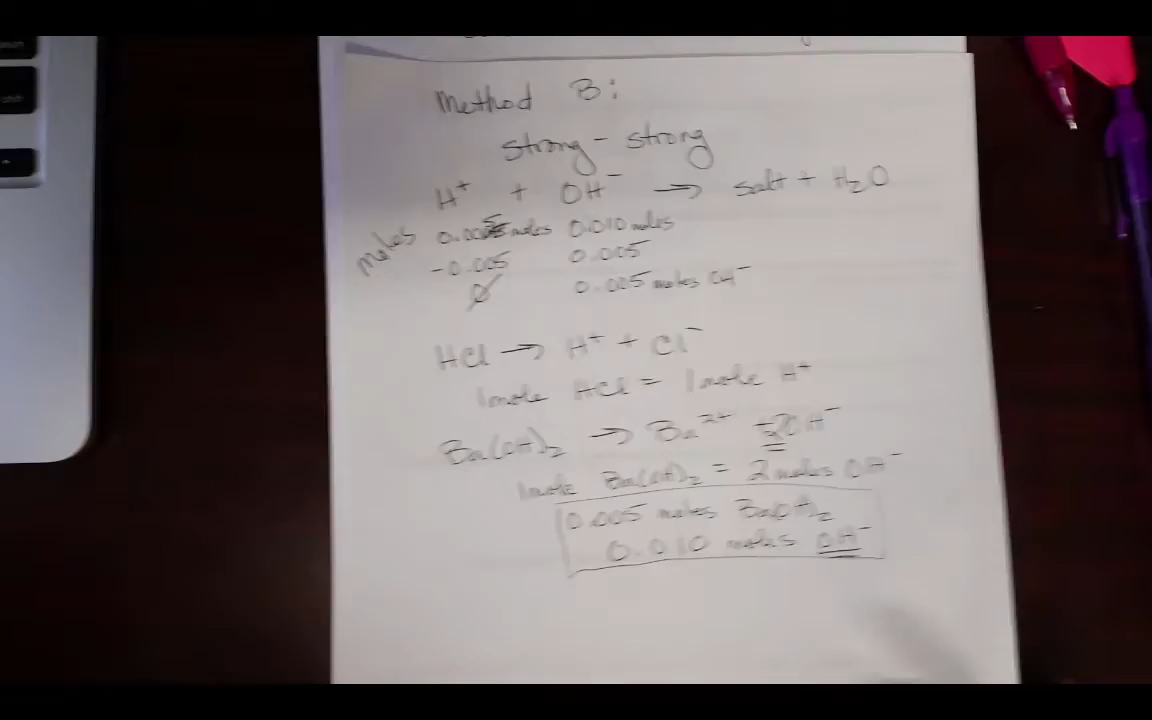 Method B:
strong - strong
H⁺ + OH⁻ → salt + H₂O
moles 0.005 moles 0.010 moles
-0.005 0.005
Ø 0.005 moles OH⁻
HCl → H⁺ + Cl⁻
1 mole HCl = 1 mole H⁺
Ba(OH)₂ → Ba²⁺ + 2OH⁻
1 mole Ba(OH)₂ = 2 moles OH⁻
0.005 moles Ba(OH)₂
0.010 moles OH⁻